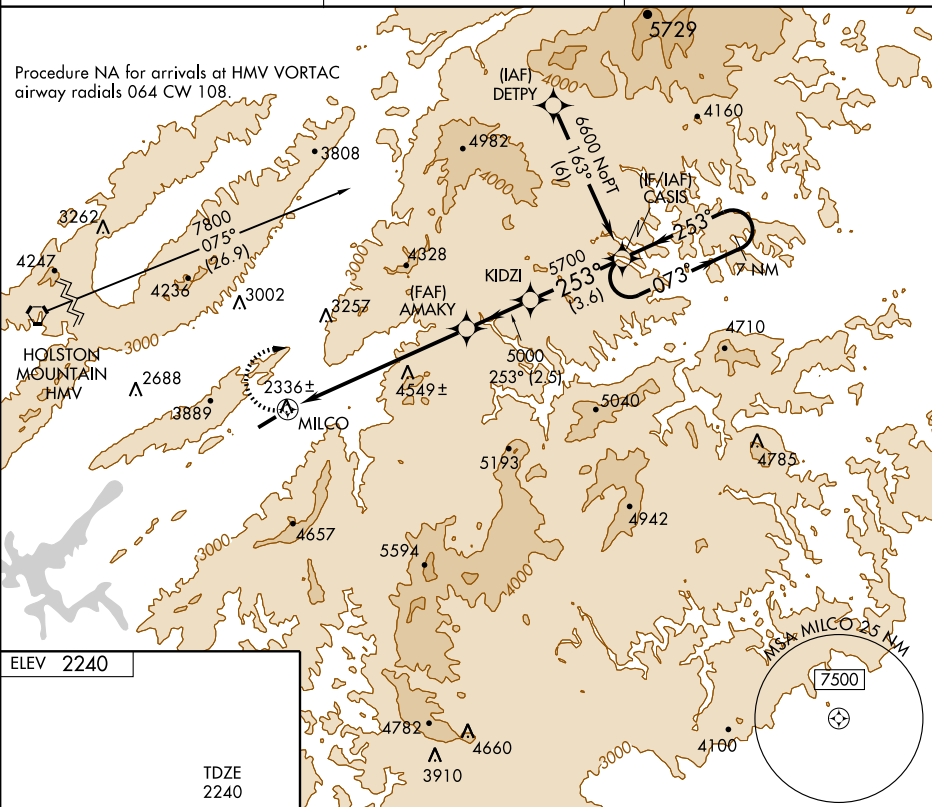 5729
Procedure NA for arrivals at HMV VORTAC
airway radials 064 CW 108.
(IAF)
DETPY
4000
4160
6600 NoPT
163°
(6)
4982
4000
3808
(IF/IAF)
CASIS
3262
7800
075°
(26.9)
253°
073°
7 NM
4247
4328
KIDZI
5700
253°
(3.6)
4236
3002
(FAF)
AMAKY
3257
3000
HOLSTON
MOUNTAIN
HMV
4710
5000
253° (2.5)
2688
2336±
4549±
3889
MILCO
5040
5193
4785
4942
4657
3000
5594
4000
MSA MILCO 25 NM
7500
ELEV 2240
4782
4660
4100
3000
3910
TDZE
2240